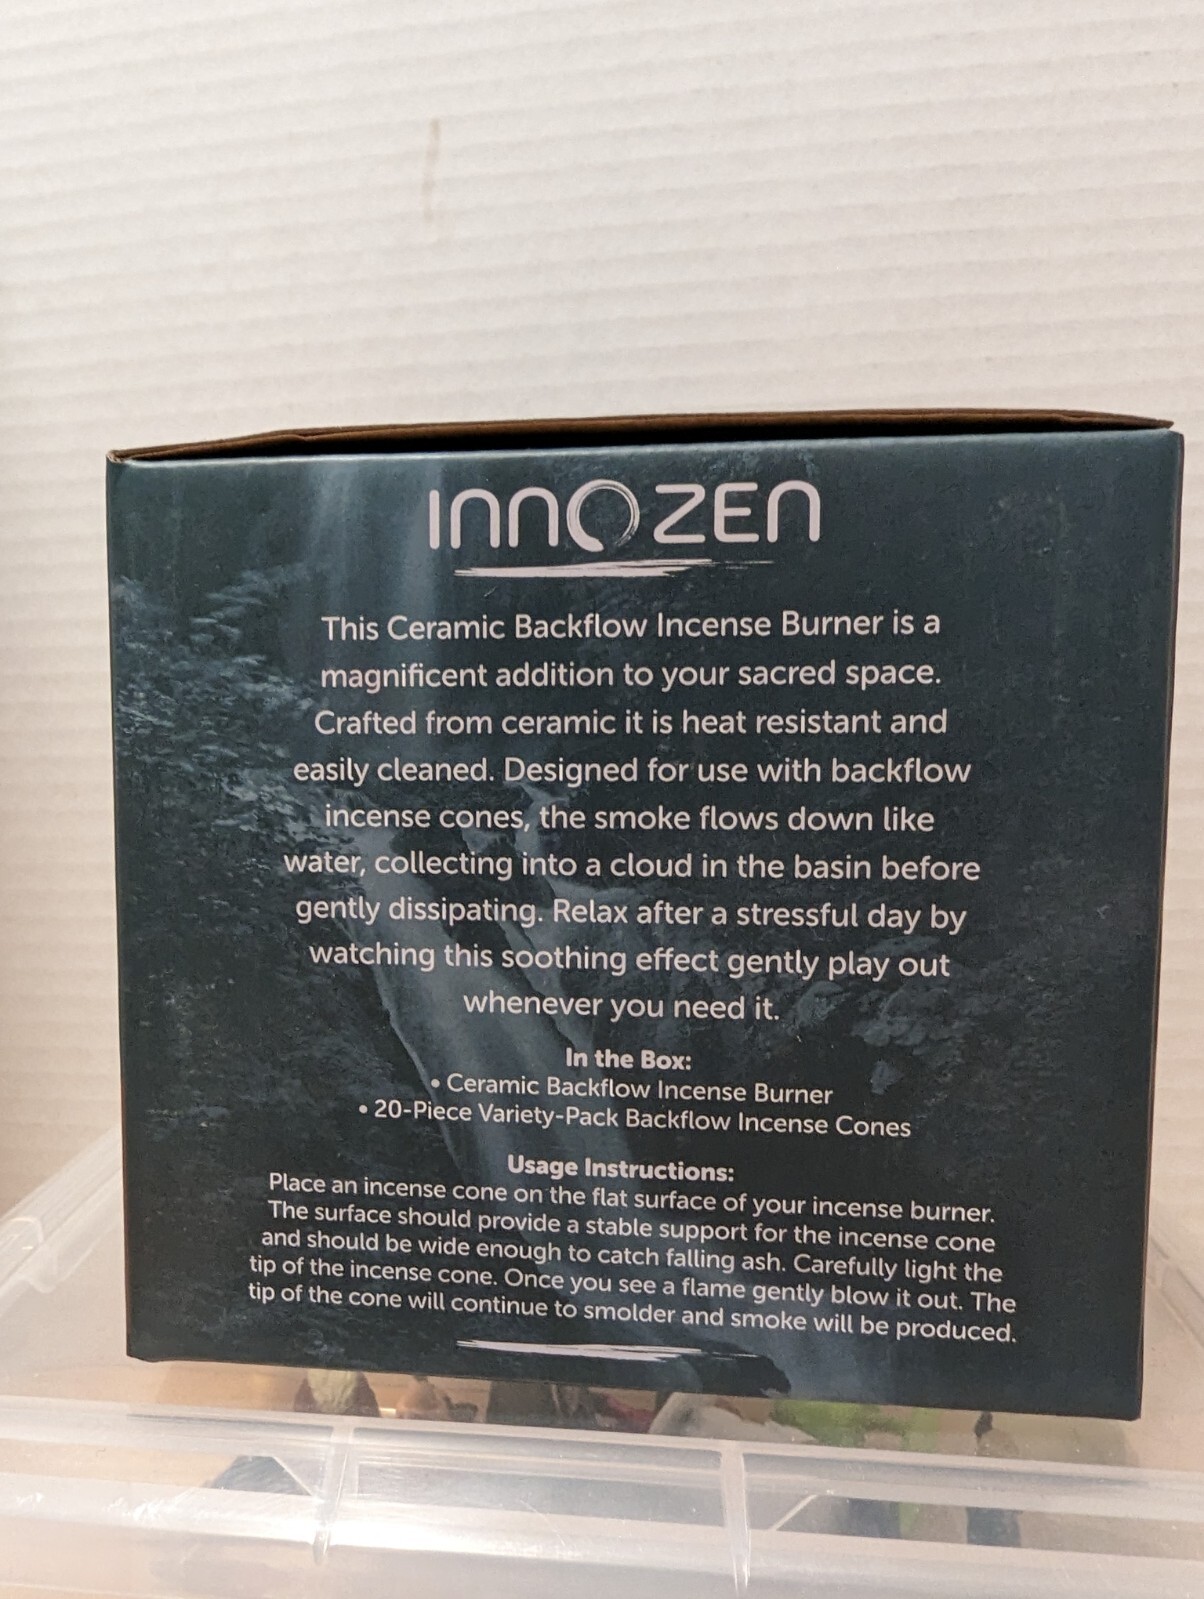 INNOZEN
This Ceramic Backflow Incense Burner is a
magnificent addition to your sacred space.
Crafted from ceramic it is heat resistant and
easily cleaned. Designed for use with backflow
incense cones, the smoke flows down like
water, collecting into a cloud in the basin before
gently dissipating. Relax after a stressful day by
watching this soothing effect gently play out
whenever you need it.
In the Box:
• Ceramic Backflow Incense Burner
• 20-Piece Variety-Pack Backflow Incense Cones
Usage Instructions:
Place an incense cone on the flat surface of your incense burner.
The surface should provide a stable support for the incense cone
and should be wide enough to catch falling ash. Carefully light the
tip of the incense cone. Once you see a flame gently blow it out. The
tip of the cone will continue to smolder and smoke will be produced.